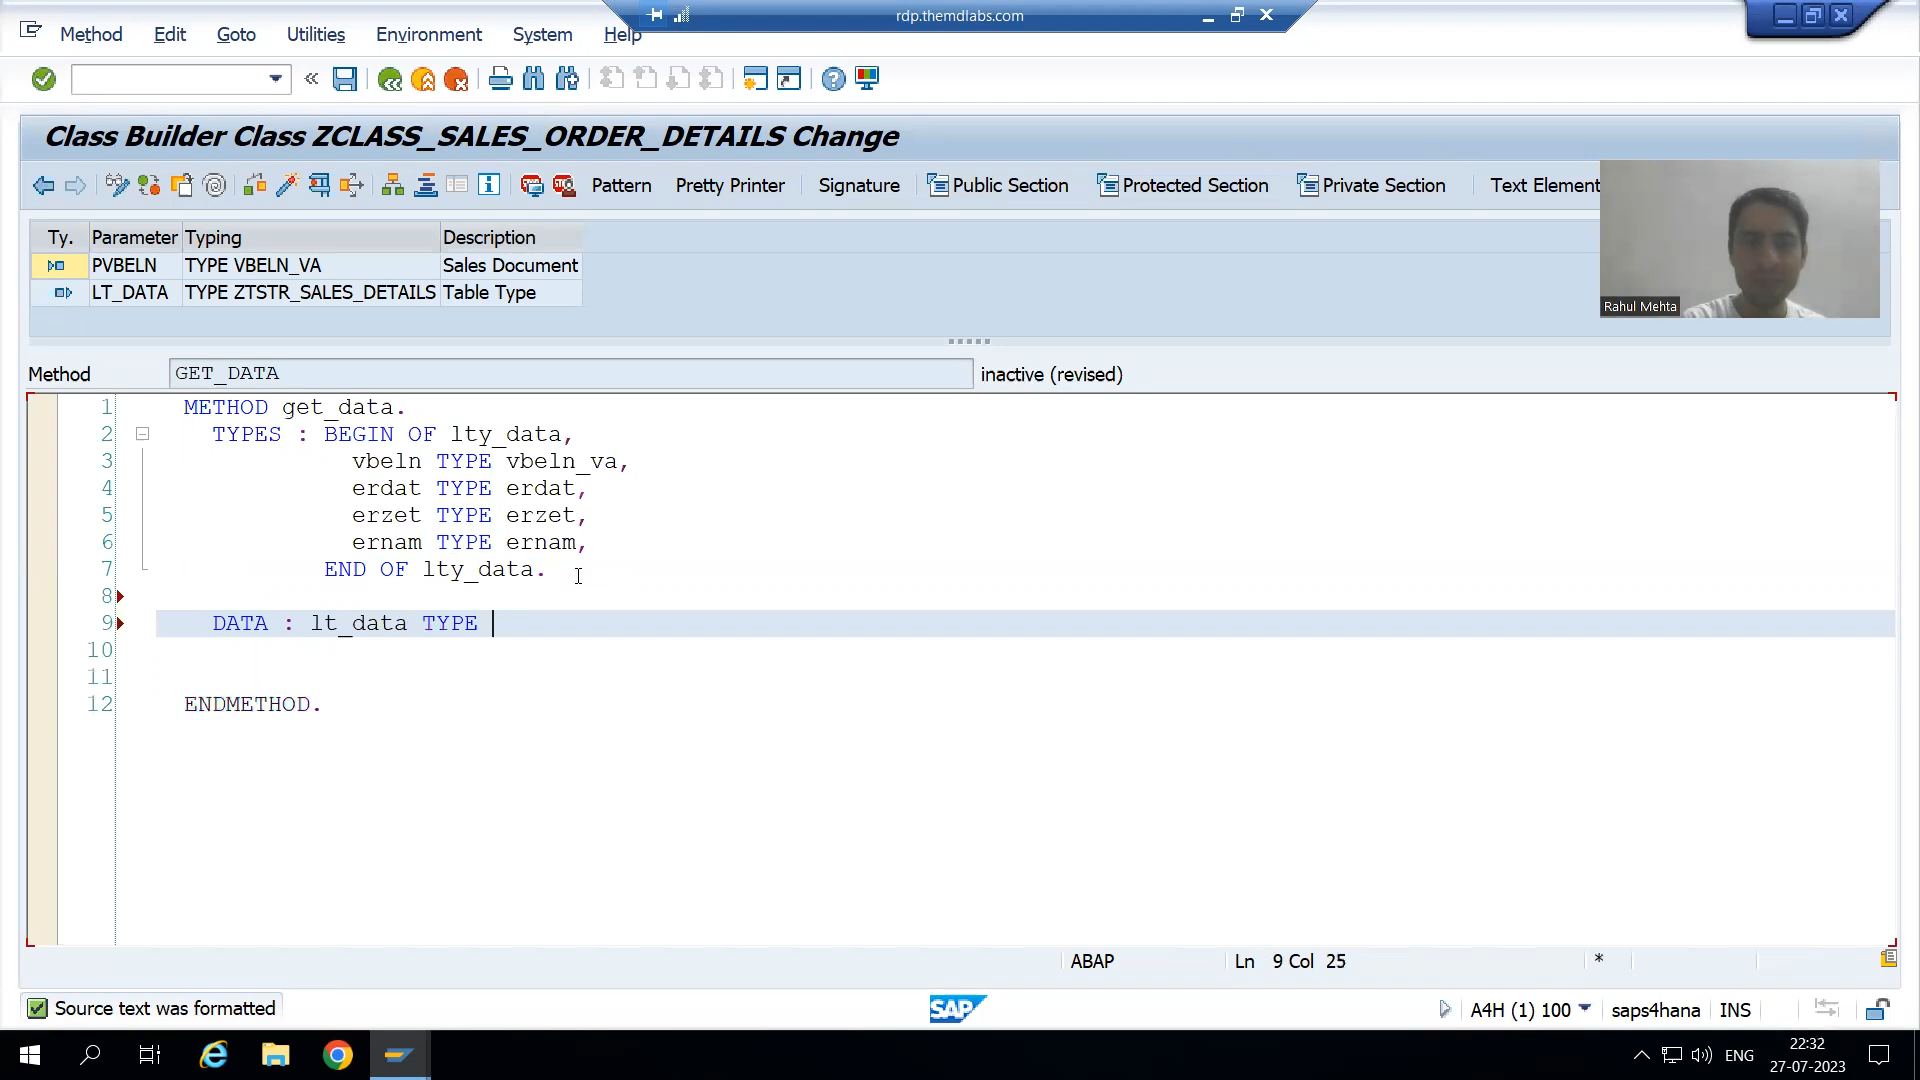 rdp.themdlabs.com
Method Edit Goto Utilities Environment System Help
Class Builder Class ZCLASS_SALES_ORDER_DETAILS Change
Pattern Pretty Printer Signature Public Section Protected Section Private Section Text Element
Ty. Parameter Typing Description
PVBELN TYPE VBELN_VA Sales Document
LT_DATA TYPE ZTSTR_SALES_DETAILS Table Type
Rahul Mehta
Method GET_DATA inactive (revised)
1 METHOD get_data.
2 TYPES : BEGIN OF lty_data,
3 vbeln TYPE vbeln_va,
4 erdat TYPE erdat,
5 erzet TYPE erzet,
6 ernam TYPE ernam,
7 END OF lty_data.
8
9 DATA : lt_data TYPE
10
11
12 ENDMETHOD.
ABAP Ln 9 Col 25 *
Source text was formatted SAP A4H (1) 100 saps4hana INS
ENG 22:32
27-07-2023